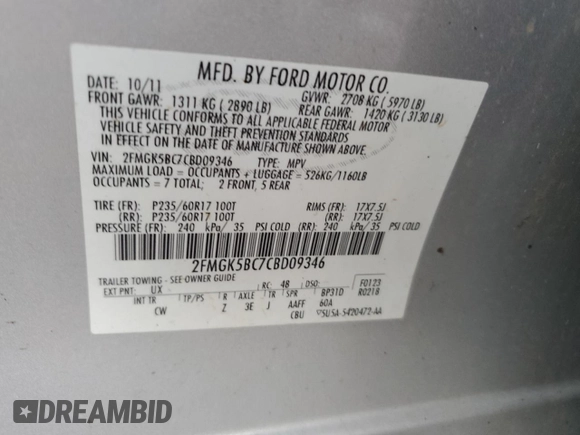 MFD. BY FORD MOTOR CO.
DATE: 10/11 GVWR: 2708 KG ( 5970 LB)
FRONT GAWR: 1311 KG ( 2890 LB) REAR GAWR: 1420 KG ( 3130 LB)
THIS VEHICLE CONFORMS TO ALL APPLICABLE FEDERAL MOTOR
VEHICLE SAFETY AND THEFT PREVENTION STANDARDS
IN EFFECT ON THE DATE OF MANUFACTURE SHOWN ABOVE.
VIN: 2FMGK5BC7CBD09346 TYPE: MPV
MAXIMUM LOAD = OCCUPANTS + LUGGAGE = 526KG/1160LB
OCCUPANTS = 7 TOTAL; 2 FRONT, 5 REAR
TIRE (FR): P235/60R17 100T RIMS (FR): 17X7.5J
(RR): P235/60R17 100T (RR): 17X7.5J
PRESSURE (FR): 240 kPa/ 35 PSI COLD (RR) 240 kPa/ 35 PSI COLD
2FMGK5BC7CBD09346
TRAILER TOWING - SEE OWNER GUIDE
EXT PNT: UX RC: 48 DSO: F0123
INT TR TP/PS R AXLE TR SPR BP31D R0218
CW Z 3E J AAFF 60A
CBU 5U5A-5420472-AA
DREAMBID